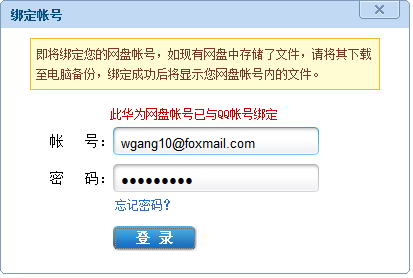 绑定帐号
即将绑定您的网盘帐号，如现有网盘中存储了文件，请将其下载
至电脑备份，绑定成功后将显示您网盘帐号内的文件。
此华为网盘帐号已与QQ帐号绑定
帐 号： wgang10@foxmail.com
密 码： ●●●●●●●●●
忘记密码？
登 录